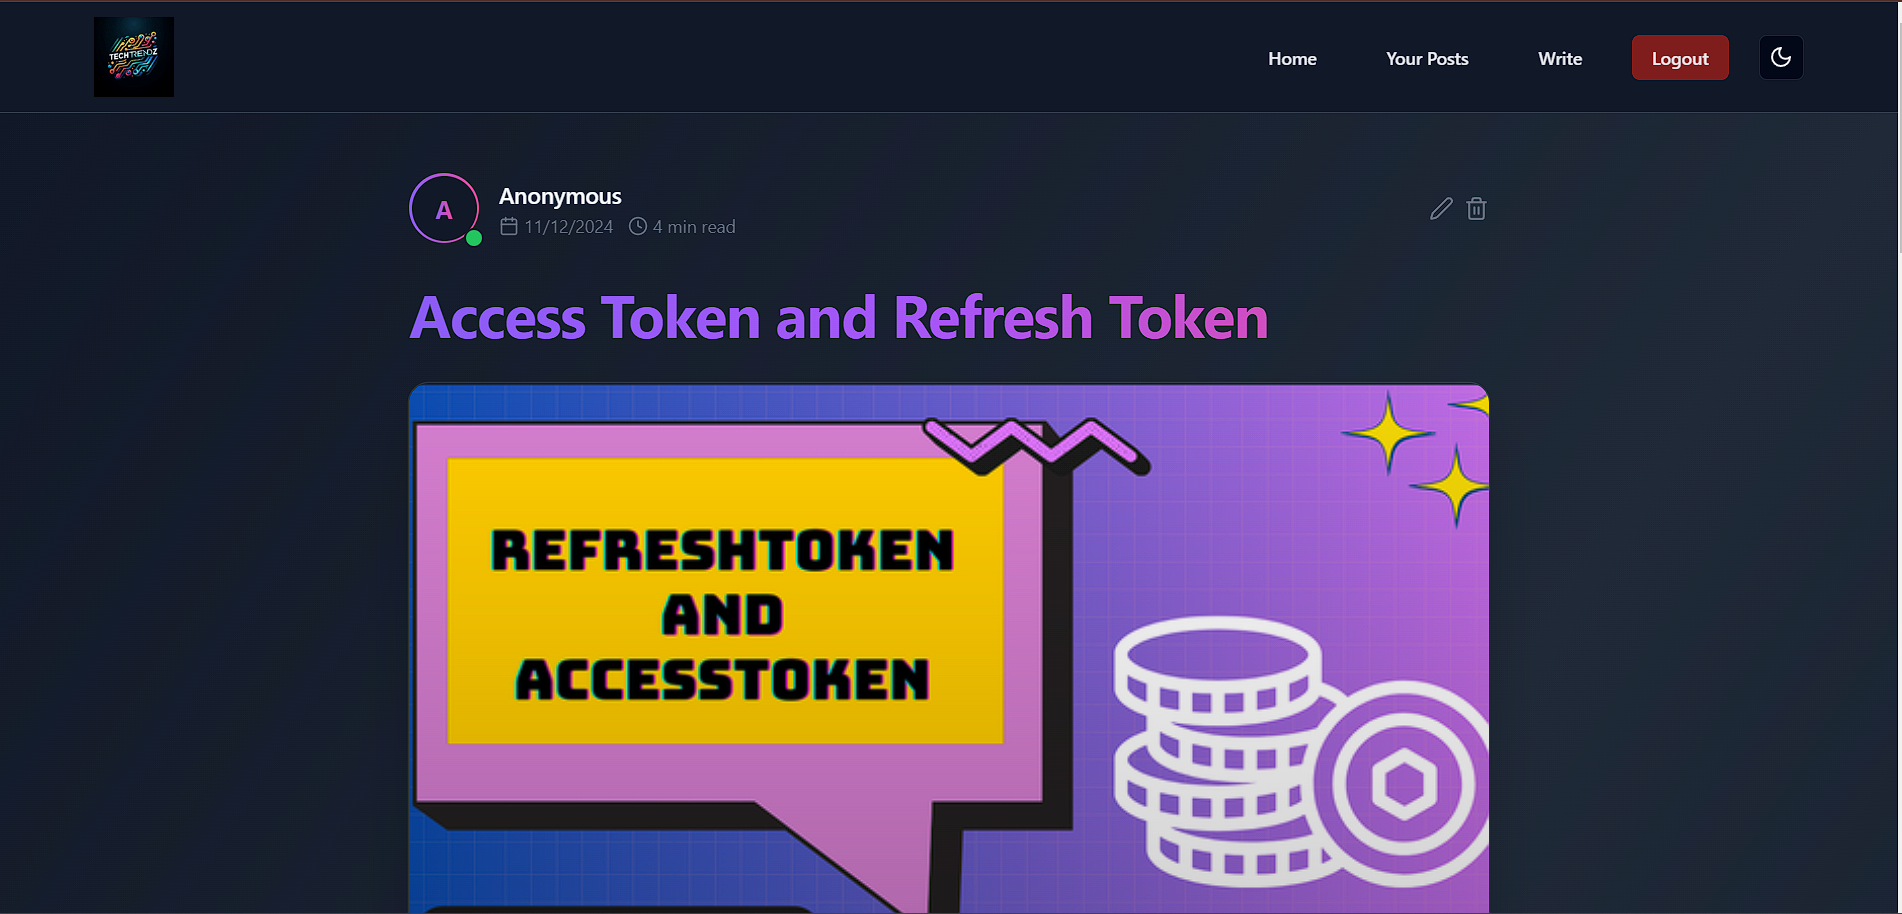 TECHTRENDZ
Home
Your Posts
Write
Logout
A
Anonymous
11/12/2024
4 min read
Access Token and Refresh Token
REFRESHTOKEN
AND
ACCESSTOKEN